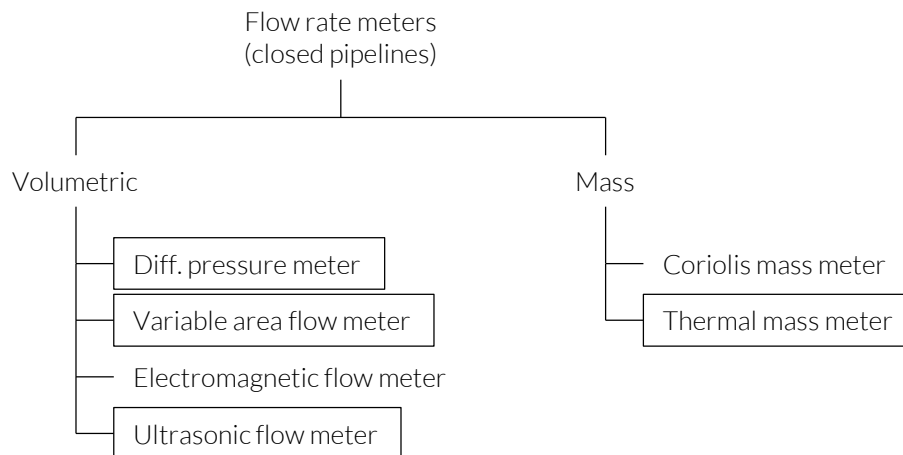 Flow rate meters
(closed pipelines)
Volumetric
Mass
Diff. pressure meter
Coriolis mass meter
Variable area flow meter
Thermal mass meter
Electromagnetic flow meter
Ultrasonic flow meter